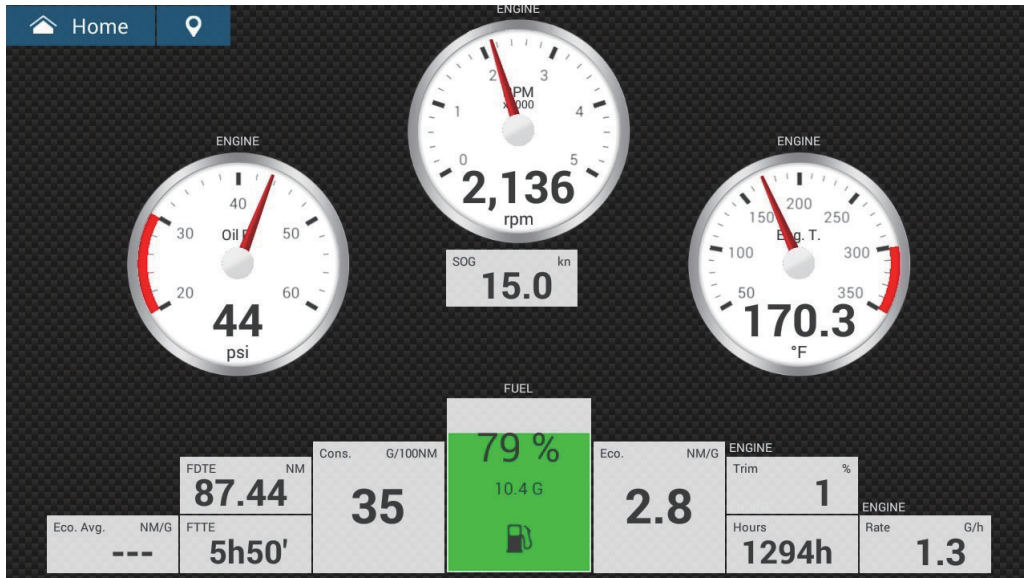 Home
ENGINE
2
3
1
x1000
4
0
5
2,136
rpm
SOG kn
15.0
ENGINE
40
30
Oil
50
20
60
44
psi
ENGINE
200
150
250
T.
100
300
50
350
170.3
°F
FUEL
79 %
10.4 G
Cons. G/100NM
35
Eco. NM/G
2.8
FDTE NM
87.44
FTTE
5h50'
Eco. Avg. NM/G
---
ENGINE
Trim %
1
Hours
1294h
ENGINE
Rate G/h
1.3